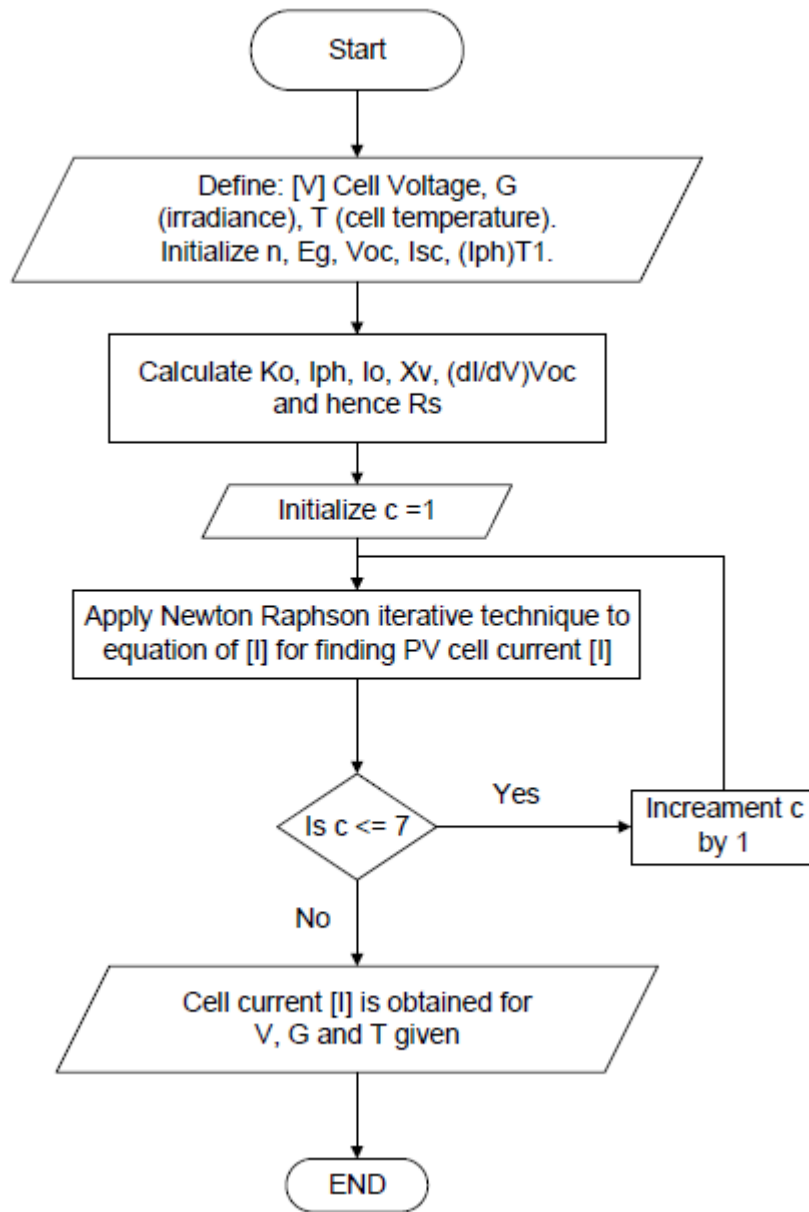 Start
Define: [V] Cell Voltage, G
(irradiance), T (cell temperature).
Initialize n, Eg, Voc, Isc, (Iph)T1.
Calculate Ko, Iph, Io, Xv, (dI/dV)Voc
and hence Rs
Initialize c =1
Apply Newton Raphson iterative technique to
equation of [I] for finding PV cell current [I]
Is c <= 7
Yes
Increament c
by 1
No
Cell current [I] is obtained for
V, G and T given
END